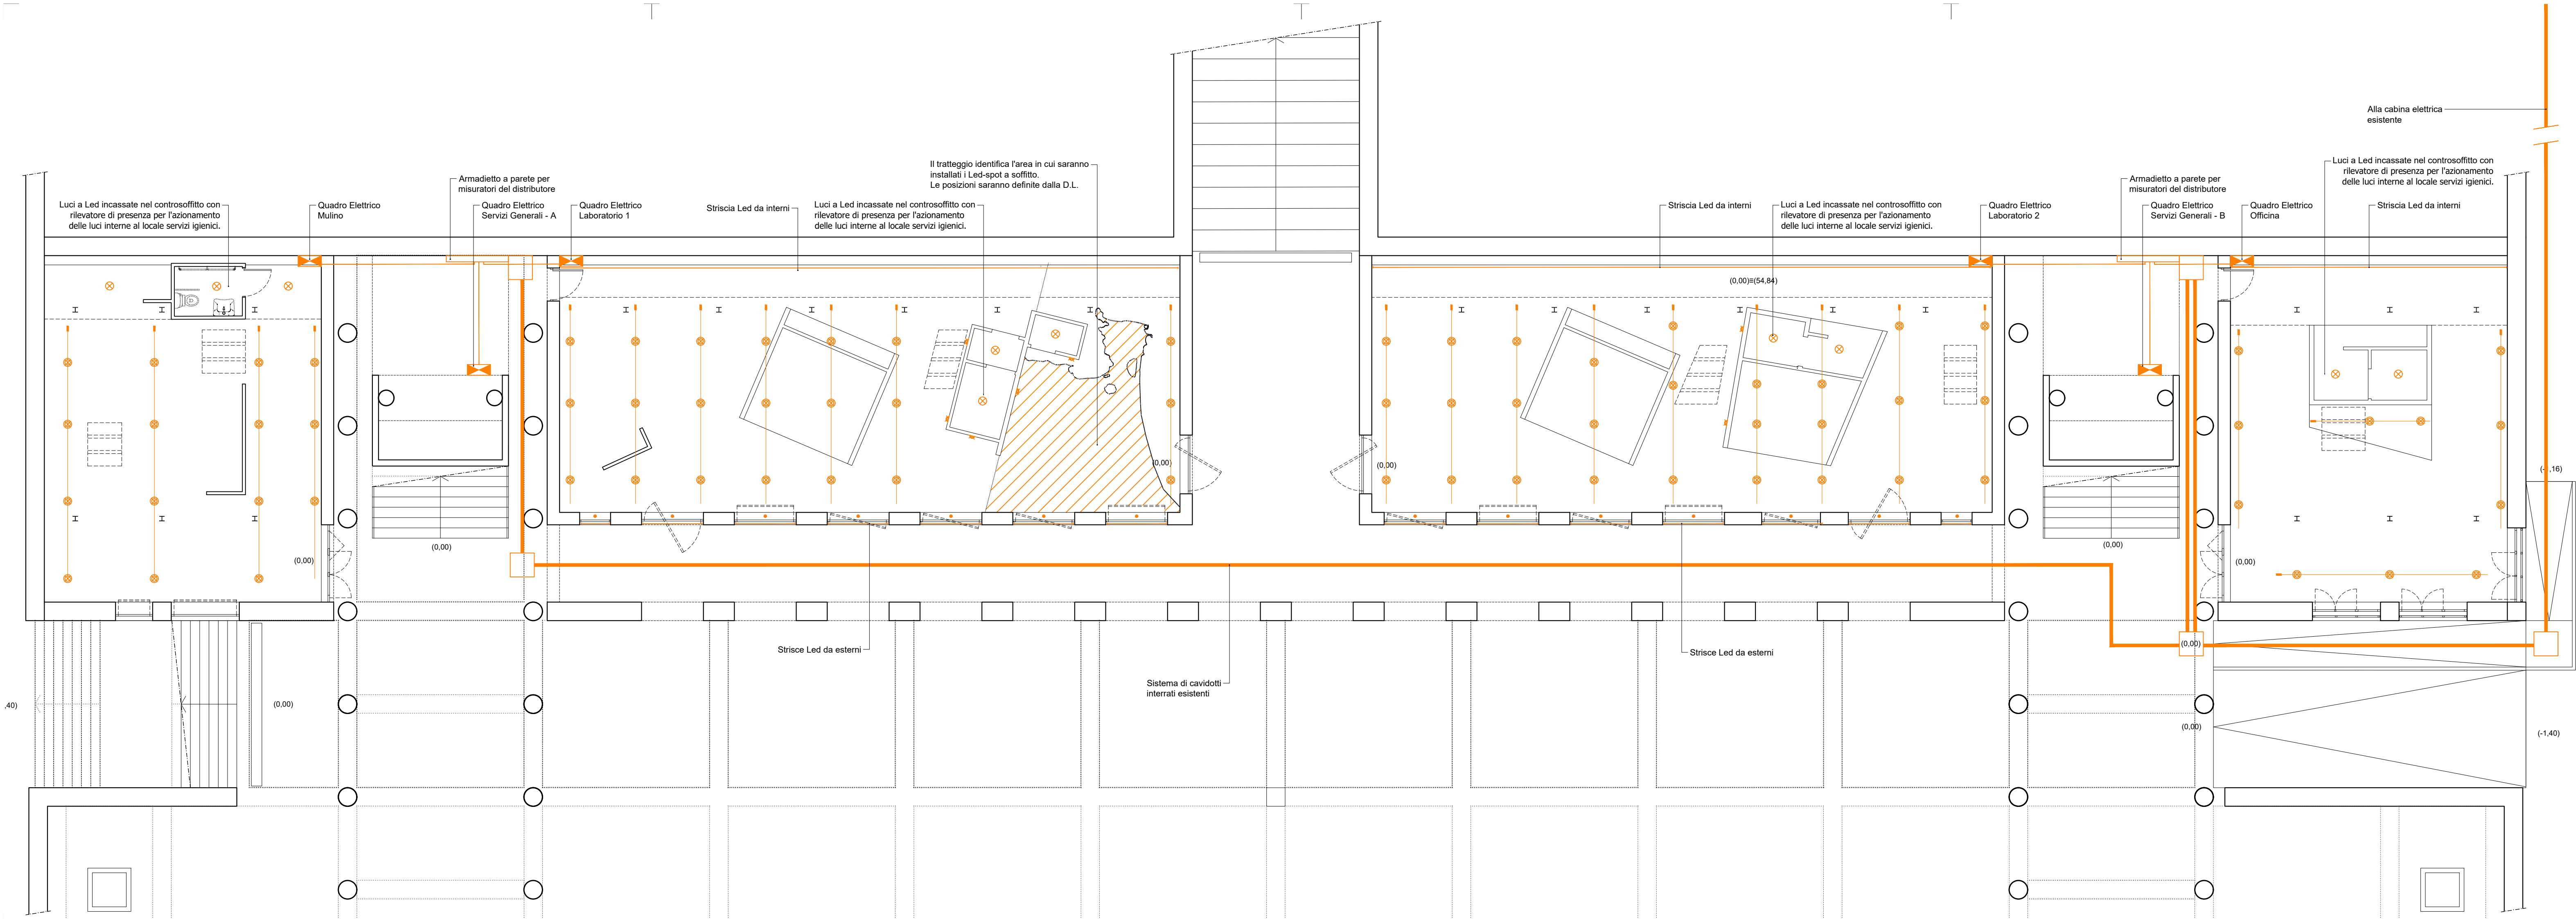 Alla cabina elettrica
esistente
Il tratteggio identifica l'area in cui saranno
installati i Led-spot a soffitto.
Le posizioni saranno definite dalla D.L.
Luci a Led incassate nel controsoffitto con
rilevatore di presenza per l'azionamento
delle luci interne al locale servizi igienici.
Armadietto a parete per
misuratori del distributore
Armadietto a parete per
misuratori del distributore
Luci a Led incassate nel controsoffitto con
rilevatore di presenza per l'azionamento
delle luci interne al locale servizi igienici.
Quadro Elettrico
Mulino
Quadro Elettrico
Servizi Generali - A
Quadro Elettrico
Laboratorio 1
Striscia Led da interni
Luci a Led incassate nel controsoffitto con
rilevatore di presenza per l'azionamento
delle luci interne al locale servizi igienici.
Striscia Led da interni
Luci a Led incassate nel controsoffitto con
rilevatore di presenza per l'azionamento
delle luci interne al locale servizi igienici.
Quadro Elettrico
Laboratorio 2
Quadro Elettrico
Servizi Generali - B
Quadro Elettrico
Officina
Striscia Led da interni
(0,00)≡(54,84)
(0,00)
(0,00)
(0,00)
(0,00)
(0,00)
(0,00)
(0,00)
Strisce Led da esterni
Strisce Led da esterni
(0,00)
Sistema di cavidotti
interrati esistenti
,40)
(0,00)
(0,00)
(-1,40)